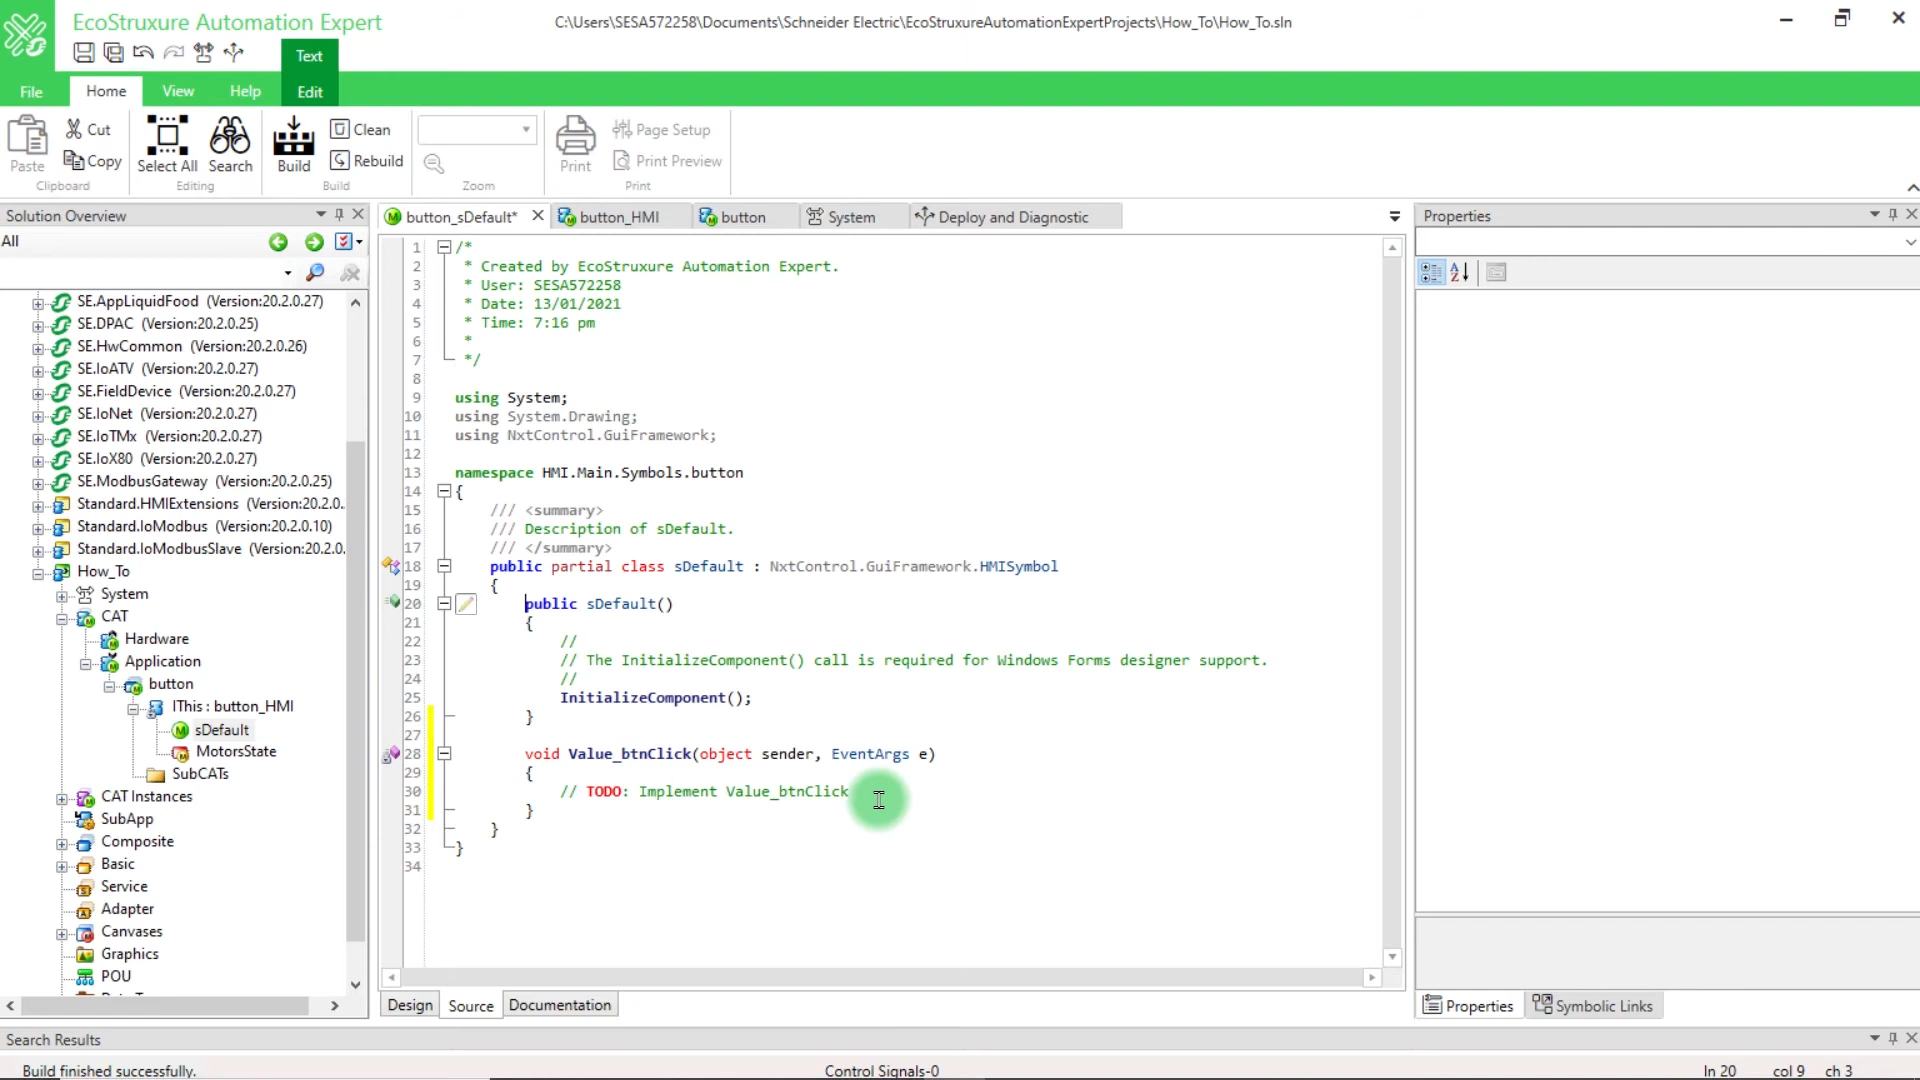 EcoStruxure Automation Expert
C:\Users\SESA572258\Documents\Schneider Electric\EcoStruxureAutomationExpertProjects\How_To\How_To.sln
Text
File
Home
View
Help
Edit
Paste
Cut
Copy
Clipboard
Select All
Search
Editing
Build
Clean
Rebuild
Build
Zoom
Print
Page Setup
Print Preview
Print
Solution Overview
All
SE.AppLiquidFood (Version:20.2.0.27)
SE.DPAC (Version:20.2.0.25)
SE.HwCommon (Version:20.2.0.26)
SE.IoATV (Version:20.2.0.27)
SE.FieldDevice (Version:20.2.0.27)
SE.IoNet (Version:20.2.0.27)
SE.IoTMx (Version:20.2.0.27)
SE.IoX80 (Version:20.2.0.27)
SE.ModbusGateway (Version:20.2.0.25)
Standard.HMIExtensions (Version:20.2.0..
Standard.IoModbus (Version:20.2.0.10)
Standard.IoModbusSlave (Version:20.2.0.
How_To
System
CAT
Hardware
Application
button
IThis : button_HMI
sDefault
MotorsState
SubCATs
CAT Instances
SubApp
Composite
Basic
Service
Adapter
Canvases
Graphics
POU
button_sDefault*
button_HMI
button
System
Deploy and Diagnostic
1 /*
2 * Created by EcoStruxure Automation Expert.
3 * User: SESA572258
4 * Date: 13/01/2021
5 * Time: 7:16 pm
6 *
7 */
8
9 using System;
10 using System.Drawing;
11 using NxtControl.GuiFramework;
12
13 namespace HMI.Main.Symbols.button
14 {
15 /// <summary>
16 /// Description of sDefault.
17 /// </summary>
18 public partial class sDefault : NxtControl.GuiFramework.HMISymbol
19 {
20 public sDefault()
21 {
22 //
23 // The InitializeComponent() call is required for Windows Forms designer support.
24 //
25 InitializeComponent();
26 }
27
28 void Value_btnClick(object sender, EventArgs e)
29 {
30 // TODO: Implement Value_btnClick
31 }
32 }
33 }
34
Design
Source
Documentation
Properties
Properties
Symbolic Links
Search Results
Build finished successfully.
Control Signals-0
ln 20
col 9
ch 3